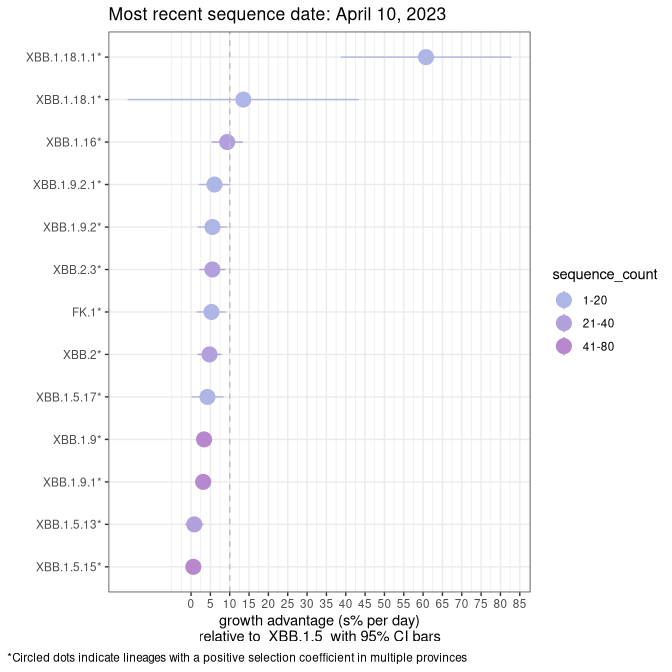 Most recent sequence date: April 10, 2023
XBB.1.18.1.1*
XBB.1.18.1*
XBB.1.16*
XBB.1.9.2.1*
XBB.1.9.2*
XBB.2.3*
FK.1*
XBB.2*
XBB.1.5.17*
XBB.1.9*
XBB.1.9.1*
XBB.1.5.13*
XBB.1.5.15*
0 5 10 15 20 25 30 35 40 45 50 55 60 65 70 75 80 85
growth advantage (s% per day)
relative to XBB.1.5 with 95% CI bars
sequence_count
1-20
21-40
41-80
*Circled dots indicate lineages with a positive selection coefficient in multiple provinces